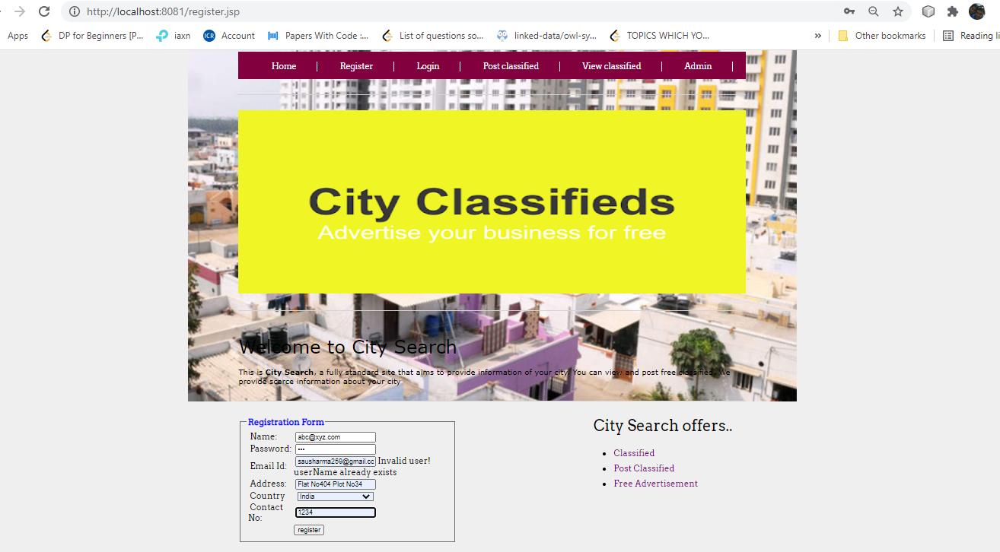 http://localhost:8081/register.jsp
Apps DP for Beginners [P... iaxn ICR Account Papers With Code :... List of questions so... linked-data/owl-sy... TOPICS WHICH YO... » Other bookmarks Reading li
Home Register Login Post classified View classified Admin
City Classifieds
Advertise your business for free
Welcome to City Search
This is City Search, a fully standard site that aims to provide information of your city. You can view and post free classified. We
provide scarce information about your city
Registration Form
Name: abc@xyz.com
Password: •••
Email Id: sausharma259@gmail.cc Invalid user!
userName already exists
Address: Flat No404 Plot No34
Country India
Contact
No: 1234
register
City Search offers..
Classified
Post Classified
Free Advertisement